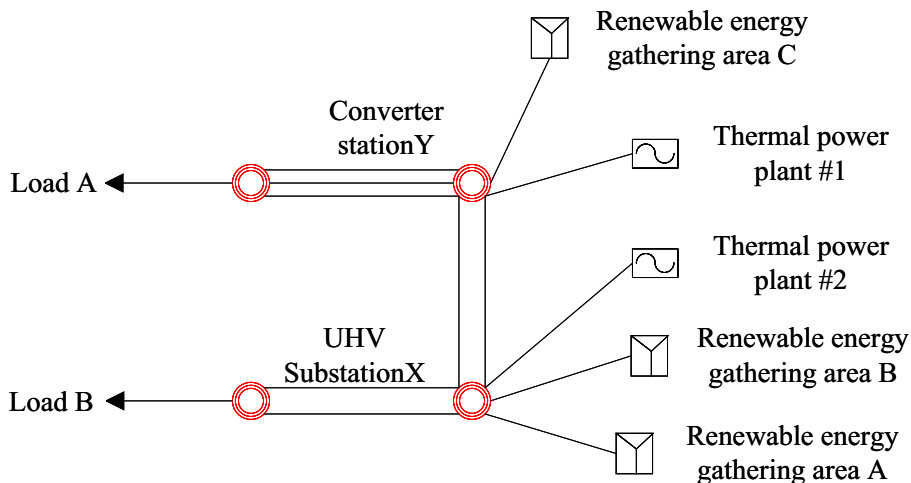 Renewable energy
gathering area C
Converter
stationY
Thermal power
plant #1
Load A
Thermal power
plant #2
UHV
SubstationX
Renewable energy
gathering area B
Load B
Renewable energy
gathering area A